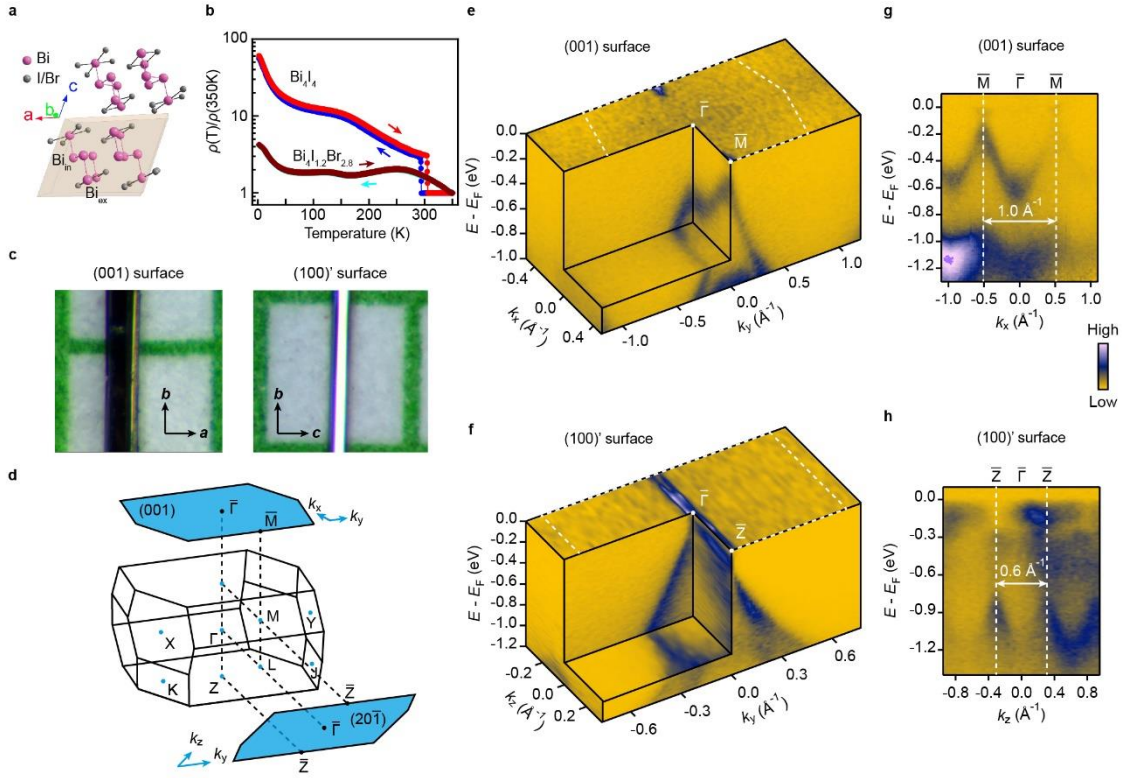 a
Bi
I/Br
c
b
a
Bi_in
Bi_ex
b
100
10
1
ρ(T)/ρ(350K)
Bi₄I₄
Bi₄I₁.₂Br₂.₈
0 100 200 300
Temperature (K)
c
(001) surface
(100)' surface
b
a
b
c
d
(001)
Γ̅
M̅
k_x
k_y
M
Y
X
Γ
L
J
K
Z
Z̅
(201̅)
Γ̅
k_z
k_y
Z̅
e
(001) surface
Γ̅
M̅
0.0
-0.2
-0.4
-0.6
-0.8
-1.0
E - E_F (eV)
-0.4
0.0
0.4
k_x (Å⁻¹)
-1.0
-0.5
0.0
0.5
1.0
k_y (Å⁻¹)
f
(100)' surface
Γ̅
Z̅
0.0
-0.2
-0.4
-0.6
-0.8
-1.0
-1.2
E - E_F (eV)
-0.2
0.0
0.2
k_z (Å⁻¹)
-0.6
-0.3
0.0
0.3
0.6
k_y (Å⁻¹)
g
(001) surface
M̅ Γ̅ M̅
0.0
-0.2
-0.4
-0.6
-0.8
-1.0
-1.2
E - E_F (eV)
1.0 Å⁻¹
-1.0 -0.5 0.0 0.5 1.0
k_x (Å⁻¹)
High
Low
h
(100)' surface
Z̅ Γ̅ Z̅
0.0
-0.3
-0.6
-0.9
-1.2
E - E_F (eV)
0.6 Å⁻¹
-0.8 -0.4 0.0 0.4 0.8
k_z (Å⁻¹)